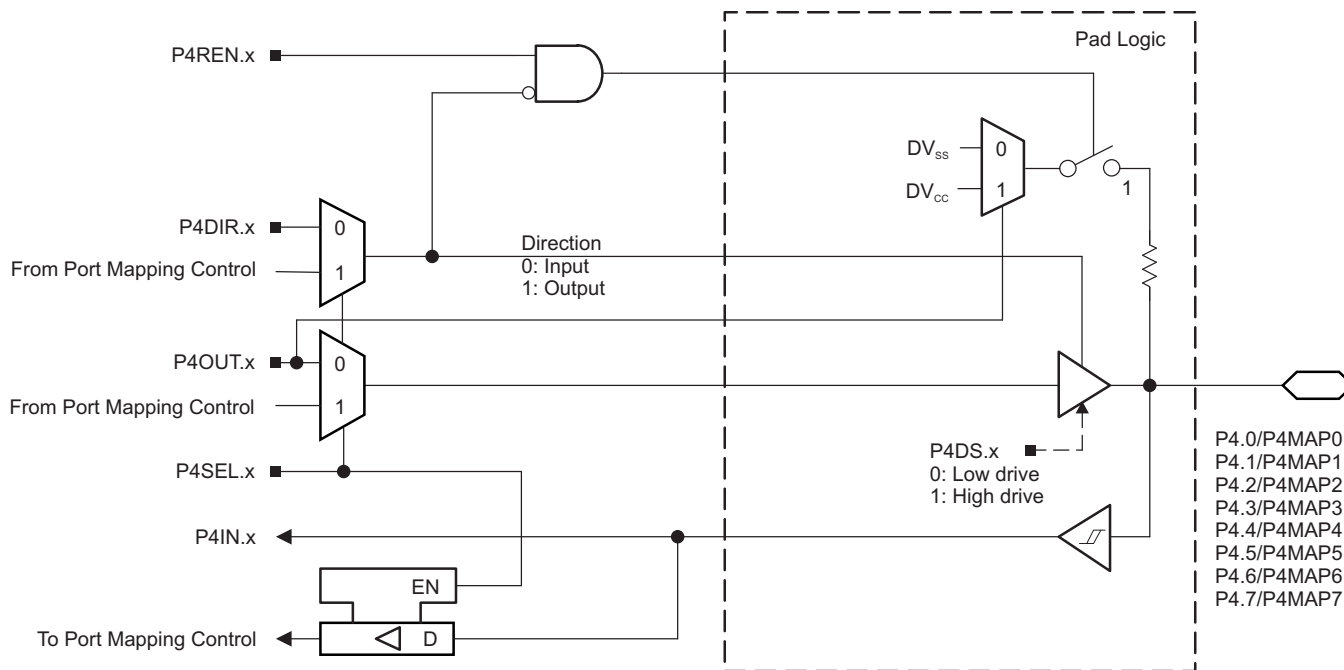 Pad Logic
P4REN.x
DVSS
0
DVCC
1
1
P4DIR.x
0
From Port Mapping Control
1
Direction
0: Input
1: Output
P4OUT.x
0
From Port Mapping Control
1
P4SEL.x
P4DS.x
0: Low drive
1: High drive
P4.0/P4MAP0
P4.1/P4MAP1
P4.2/P4MAP2
P4.3/P4MAP3
P4.4/P4MAP4
P4.5/P4MAP5
P4.6/P4MAP6
P4.7/P4MAP7
P4IN.x
EN
To Port Mapping Control
D